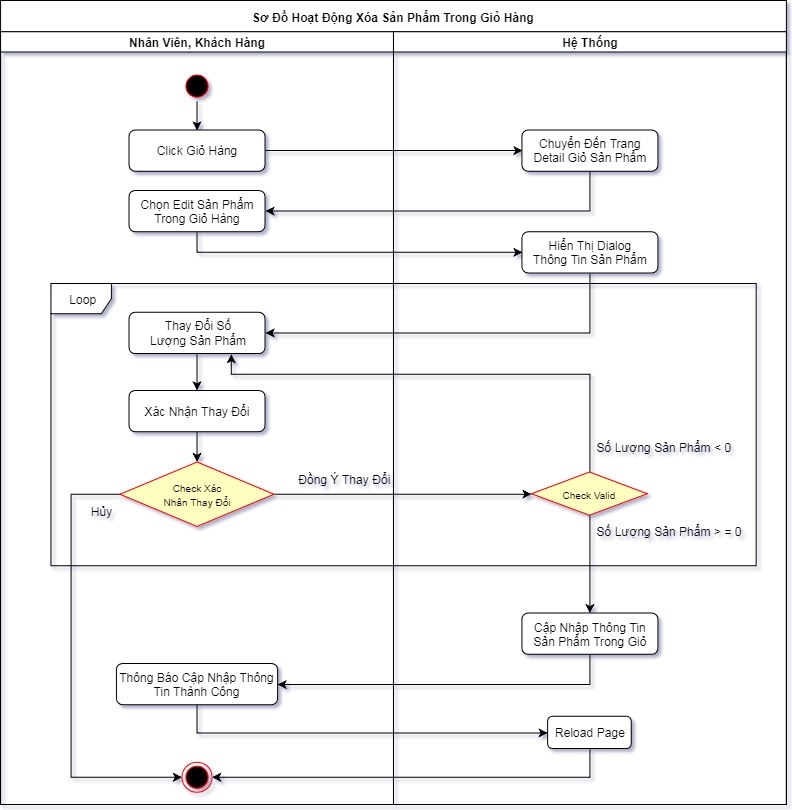 Sơ Đồ Hoạt Động Xóa Sản Phẩm Trong Giỏ Hàng
Nhân Viên, Khách Hàng
Hệ Thống
Click Giỏ Hàng
Chuyển Đến Trang
Detail Giỏ Sản Phẩm
Chọn Edit Sản Phẩm
Trong Giỏ Hàng
Hiển Thị Dialog
Thông Tin Sản Phẩm
Loop
Thay Đổi Số
Lượng Sản Phẩm
Xác Nhận Thay Đổi
Số Lượng Sản Phẩm < 0
Check Xác
Nhân Thay Đổi
Đồng Ý Thay Đổi
Check Valid
Hủy
Số Lượng Sản Phẩm > = 0
Cập Nhập Thông Tin
Sản Phẩm Trong Giỏ
Thông Báo Cập Nhập Thông
Tin Thành Công
Reload Page